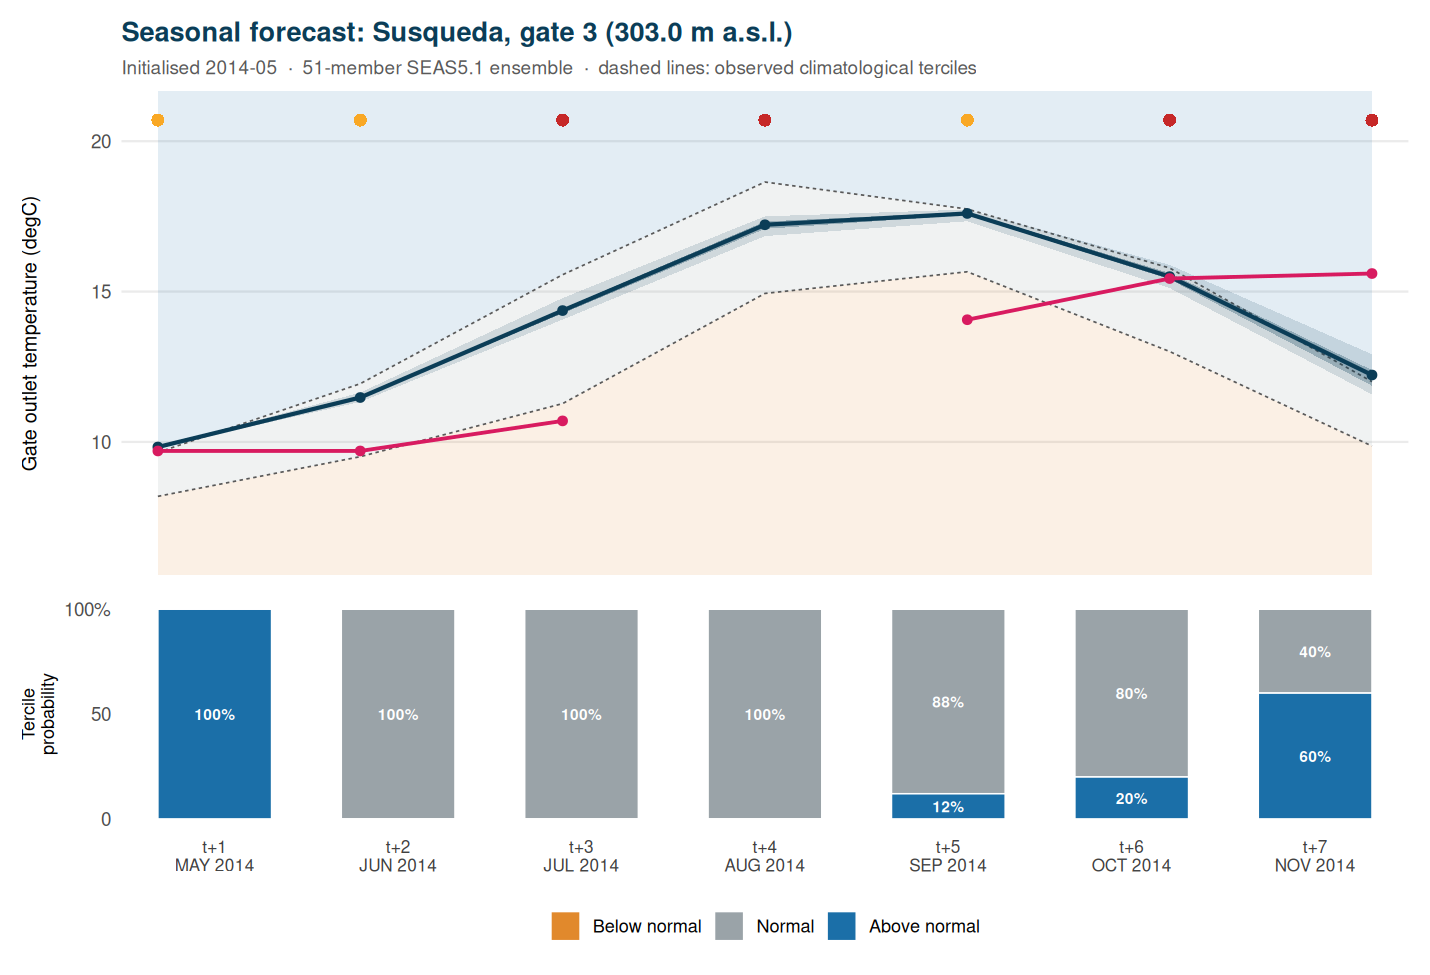 Seasonal forecast: Susqueda, gate 3 (303.0 m a.s.l.)
Initialised 2014-05 · 51-member SEAS5.1 ensemble · dashed lines: observed climatological terciles
Gate outlet temperature (degC)
20
15
10
Tercile
probability
100%
50
0
100%
100%
100%
100%
88%
12%
80%
20%
40%
60%
t+1
MAY 2014
t+2
JUN 2014
t+3
JUL 2014
t+4
AUG 2014
t+5
SEP 2014
t+6
OCT 2014
t+7
NOV 2014
Below normal
Normal
Above normal